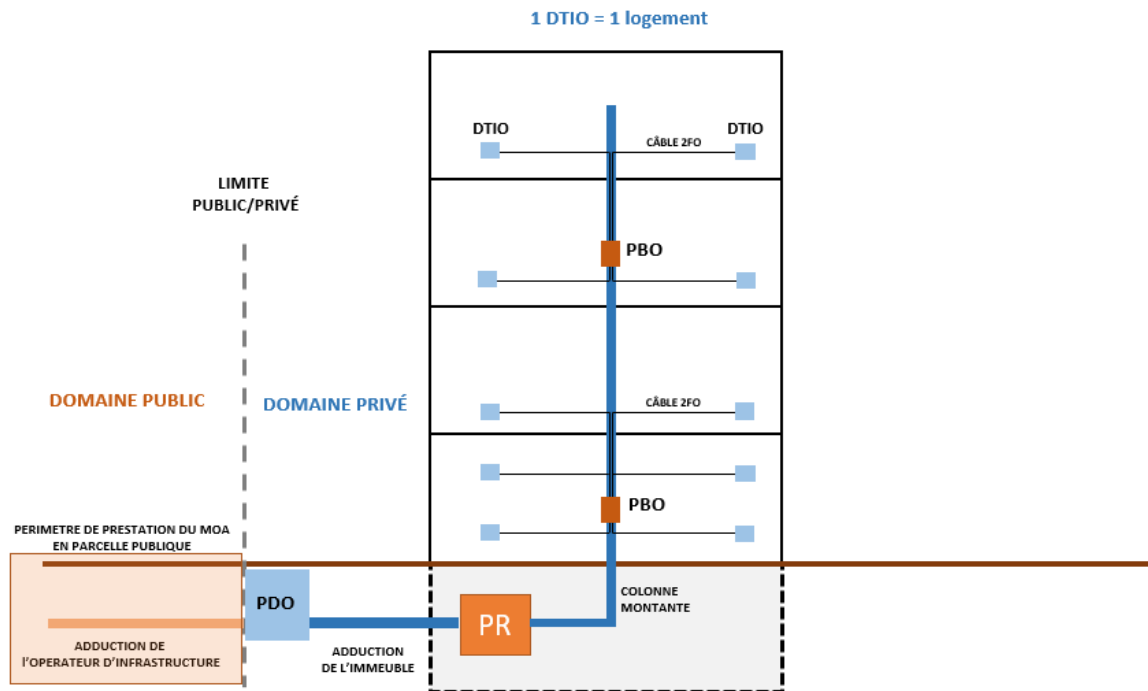 1 DTIO = 1 logement
DTIO
DTIO
CÂBLE 2FO
LIMITE
PUBLIC/PRIVÉ
PBO
DOMAINE PUBLIC
DOMAINE PRIVÉ
CÂBLE 2FO
PBO
PERIMETRE DE PRESTATION DU MOA
EN PARCELLE PUBLIQUE
PDO
COLONNE
MONTANTE
PR
ADDUCTION DE
l'OPERATEUR D'INFRASTRUCTURE
ADDUCTION
DE L'IMMEUBLE